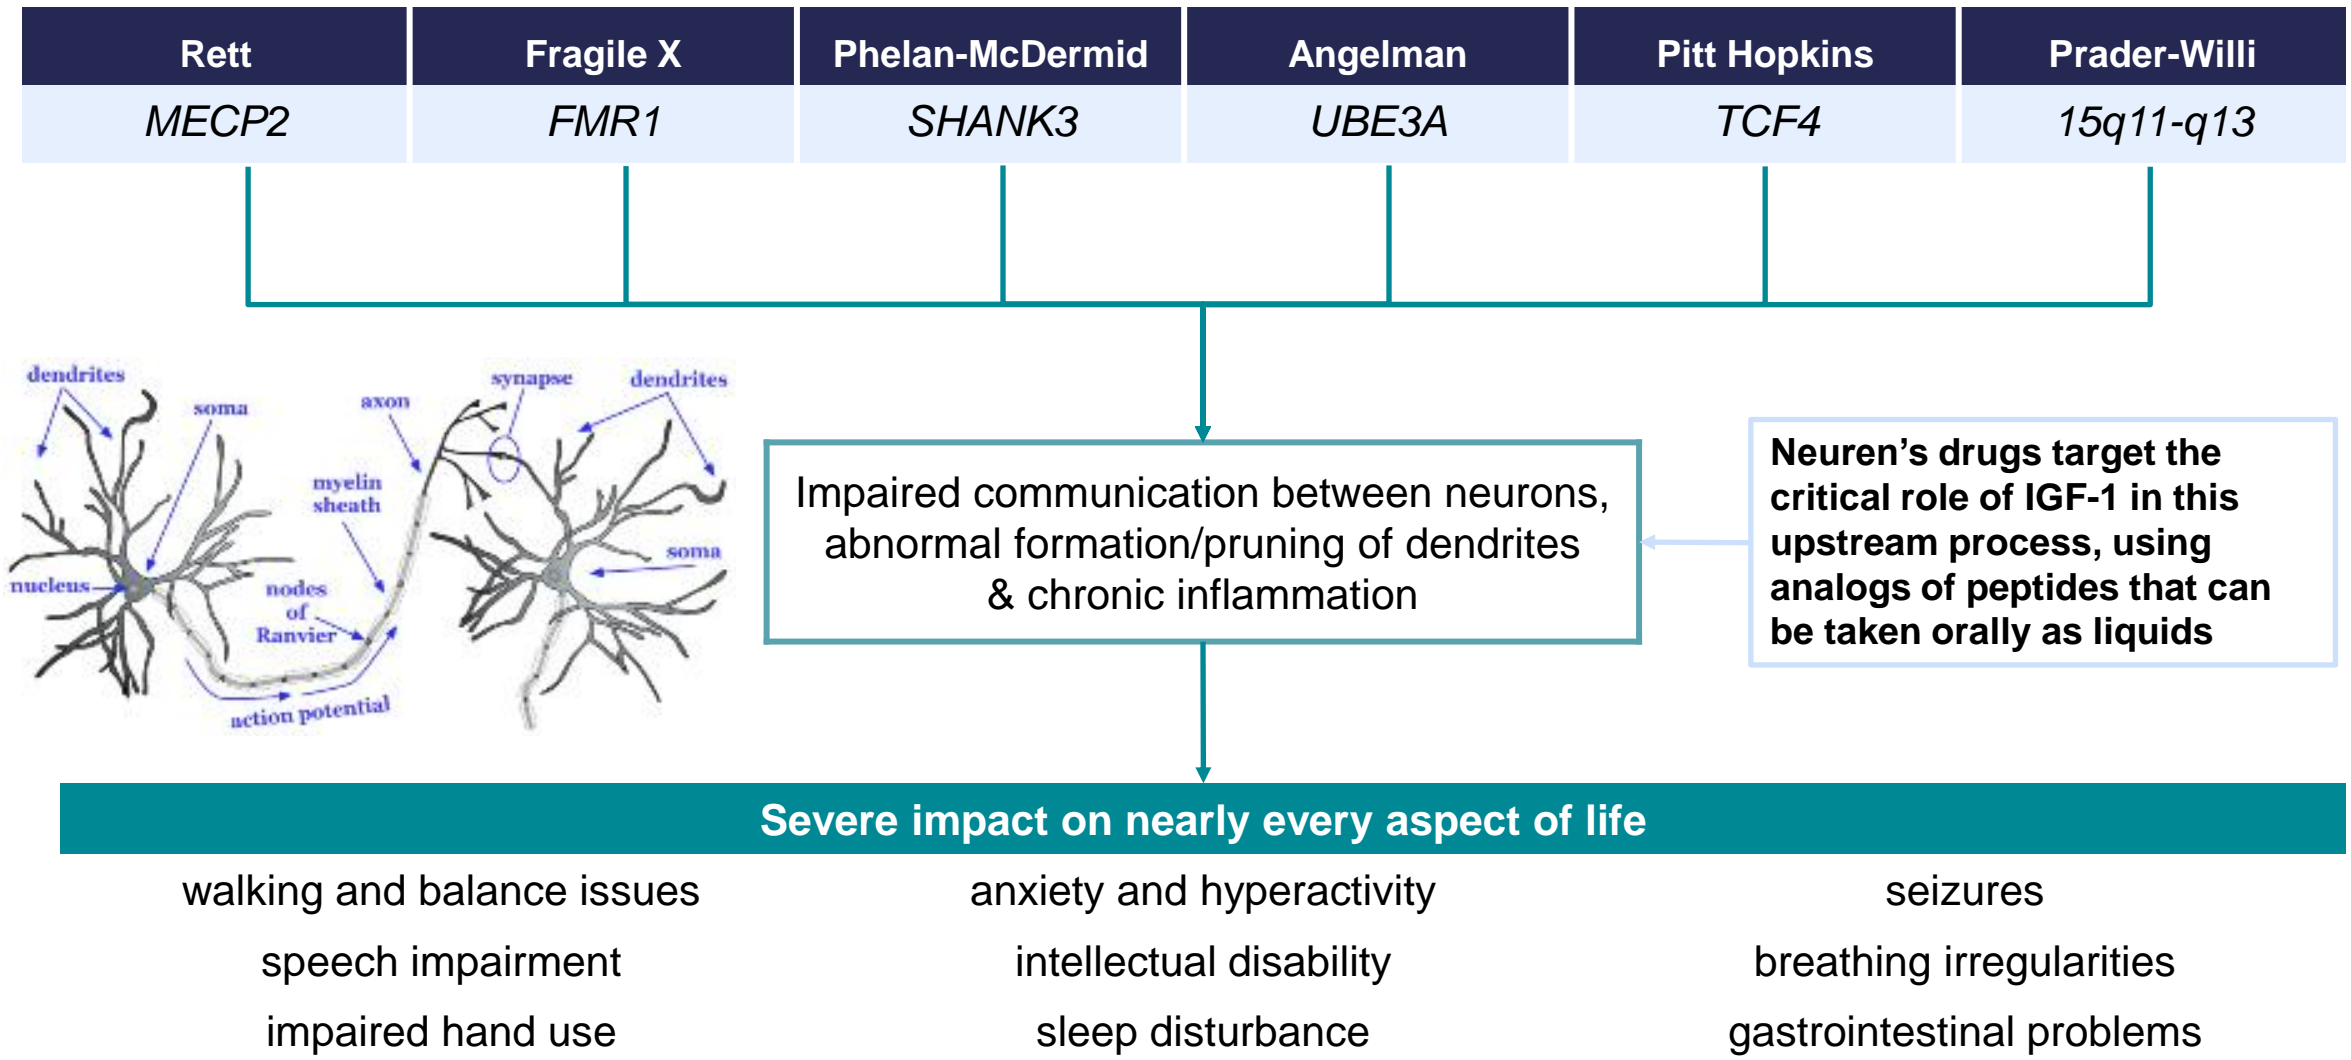 Rett
Fragile X
Phelan-McDermid
Angelman
Pitt Hopkins
Prader-Willi
MECP2
FMR1
SHANK3
UBE3A
TCF4
15q11-q13
dendrites
soma
axon
synapse
dendrites
myelin
sheath
soma
nucleus
nodes
of
Ranvier
action potential
Impaired communication between neurons,
abnormal formation/pruning of dendrites
& chronic inflammation
Neuren’s drugs target the
critical role of IGF-1 in this
upstream process, using
analogs of peptides that can
be taken orally as liquids
Severe impact on nearly every aspect of life
walking and balance issues
anxiety and hyperactivity
seizures
speech impairment
intellectual disability
breathing irregularities
impaired hand use
sleep disturbance
gastrointestinal problems